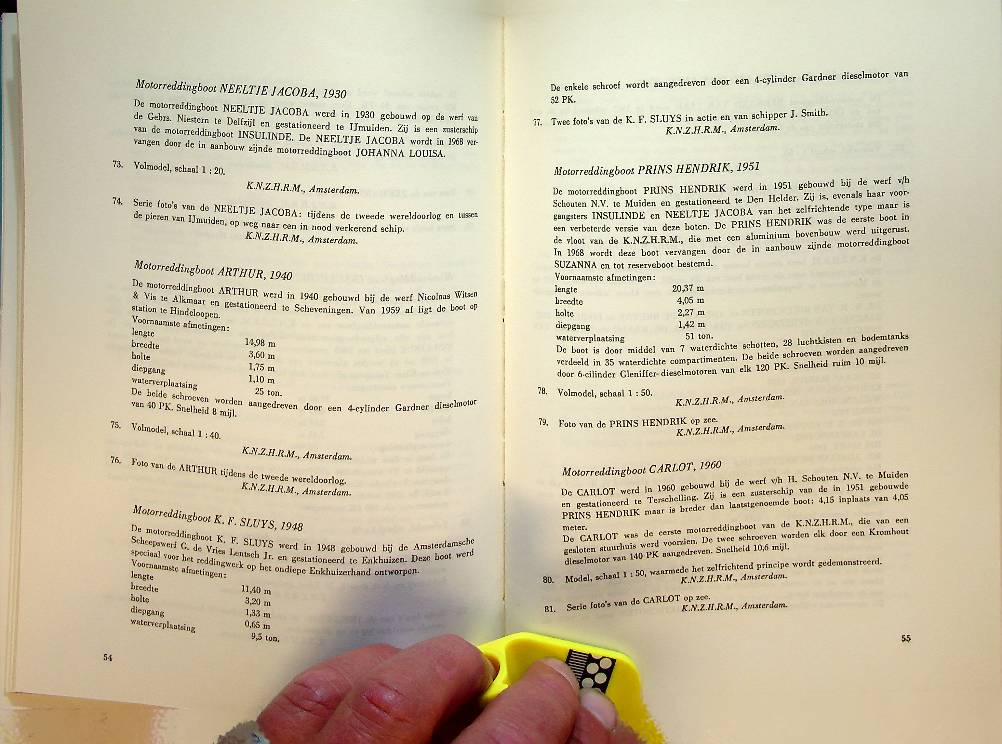 Motorreddingboot NEELTJE JACOBA, 1930
De motorreddingboot NEELTJE JACOBA werd in 1930 gebouwd op de werf van
de Gebrs. Niestern te Delfzijl en gestationeerd te IJmuiden. Zij is een zusterschip
van de motorreddingboot INSULINDE. De NEELTJE JACOBA wordt in 1968 ver-
vangen door de in aanbouw zijnde motorreddingboot JOHANNA LOUISA.
73. Volmodel, schaal 1 : 20.
K.N.Z.H.R.M., Amsterdam.
74. Serie foto's van de NEELTJE JACOBA: tijdens de tweede wereldoorlog en tussen
de pieren van IJmuiden, op weg naar een in nood verkerend schip.
K.N.Z.H.R.M., Amsterdam.
Motorreddingboot ARTHUR, 1940
De motorreddingboot ARTHUR werd in 1940 gebouwd bij de werf Nicolaas Witsen
& Vis te Alkmaar en gestationeerd te Scheveningen. Van 1959 af ligt de boot op
station te Hindeloopen.
Voornaamste afmetingen:
lengte 14,98 m
breedte 3,60 m
holte 1,75 m
diepgang 1,10 m
waterverplaatsing 25 ton.
De beide schroeven worden aangedreven door een 4-cylinder Gardner dieselmotor
van 40 PK. Snelheid 8 mijl.
75. Volmodel, schaal 1 : 40.
K.N.Z.H.R.M., Amsterdam.
76. Foto van de ARTHUR tijdens de tweede wereldoorlog.
K.N.Z.H.R.M., Amsterdam.
Motorreddingboot K. F. SLUYS, 1948
De motorreddingboot K. F. SLUYS werd in 1948 gebouwd bij de Amsterdamsche
Scheepswerf G. de Vries Lentsch Jr. en gestationeerd te Enkhuizen. Deze boot werd
speciaal voor het reddingwerk op het ondiepe Enkhuizerhand ontworpen.
Voornaamste afmetingen:
lengte 11,40 m
breedte 3,20 m
holte 1,33 m
diepgang 0,65 m
waterverplaatsing 9,5 ton.
54
De enkele schroef wordt aangedreven door een 4-cylinder Gardner dieselmotor van
52 PK.
77. Twee foto's van de K. F. SLUYS in actie en van schipper J. Smith.
K.N.Z.H.R.M., Amsterdam.
Motorreddingboot PRINS HENDRIK, 1951
De motorreddingboot PRINS HENDRIK werd in 1951 gebouwd bij de werf v/h
Schouten N.V. te Muiden en gestationeerd te Den Helder. Zij is, evenals haar voor-
gangsters INSULINDE en NEELTJE JACOBA van het zelfrichtende type maar is
een verbeterde versie van deze boten. De PRINS HENDRIK was de eerste boot in
de vloot van de K.N.Z.H.R.M., die met een aluminium bovenbouw werd uitgerust.
In 1968 wordt deze boot vervangen door de in aanbouw zijnde motorreddingboot
SUZANNA en tot reserveboot bestemd.
Voornaamste afmetingen:
lengte 20,37 m
breedte 4,05 m
holte 2,27 m
diepgang 1,42 m
waterverplaatsing 51 ton.
De boot is door middel van 7 waterdichte schotten, 28 luchtkisten en bodemtanks
verdeeld in 35 waterdichte compartimenten. De beide schroeven worden aangedreven
door 6-cilinder Gleniffer-dieselmotoren van elk 120 PK. Snelheid ruim 10 mijl.
78. Volmodel, schaal 1 : 50.
K.N.Z.H.R.M., Amsterdam.
79. Foto van de PRINS HENDRIK op zee.
K.N.Z.H.R.M., Amsterdam.
Motorreddingboot CARLOT, 1960
De CARLOT werd in 1960 gebouwd bij de werf v/h H. Schouten N.V. te Muiden
en gestationeerd te Terschelling. Zij is een zusterschip van de in 1951 gebouwde
PRINS HENDRIK maar is breder dan laatstgenoemde boot: 4,15 inplaats van 4,05
meter.
De CARLOT was de eerste motorreddingboot van de K.N.Z.H.R.M., die van een
gesloten stuurhuis werd voorzien. De twee schroeven worden elk door een Kromhout
dieselmotor van 140 PK aangedreven. Snelheid 10,6 mijl.
80. Model, schaal 1 : 50, waarmede het zelfrichtend principe wordt gedemonstreerd.
K.N.Z.H.R.M., Amsterdam.
81. Serie foto's van de CARLOT op zee.
K.N.Z.H.R.M., Amsterdam.
55